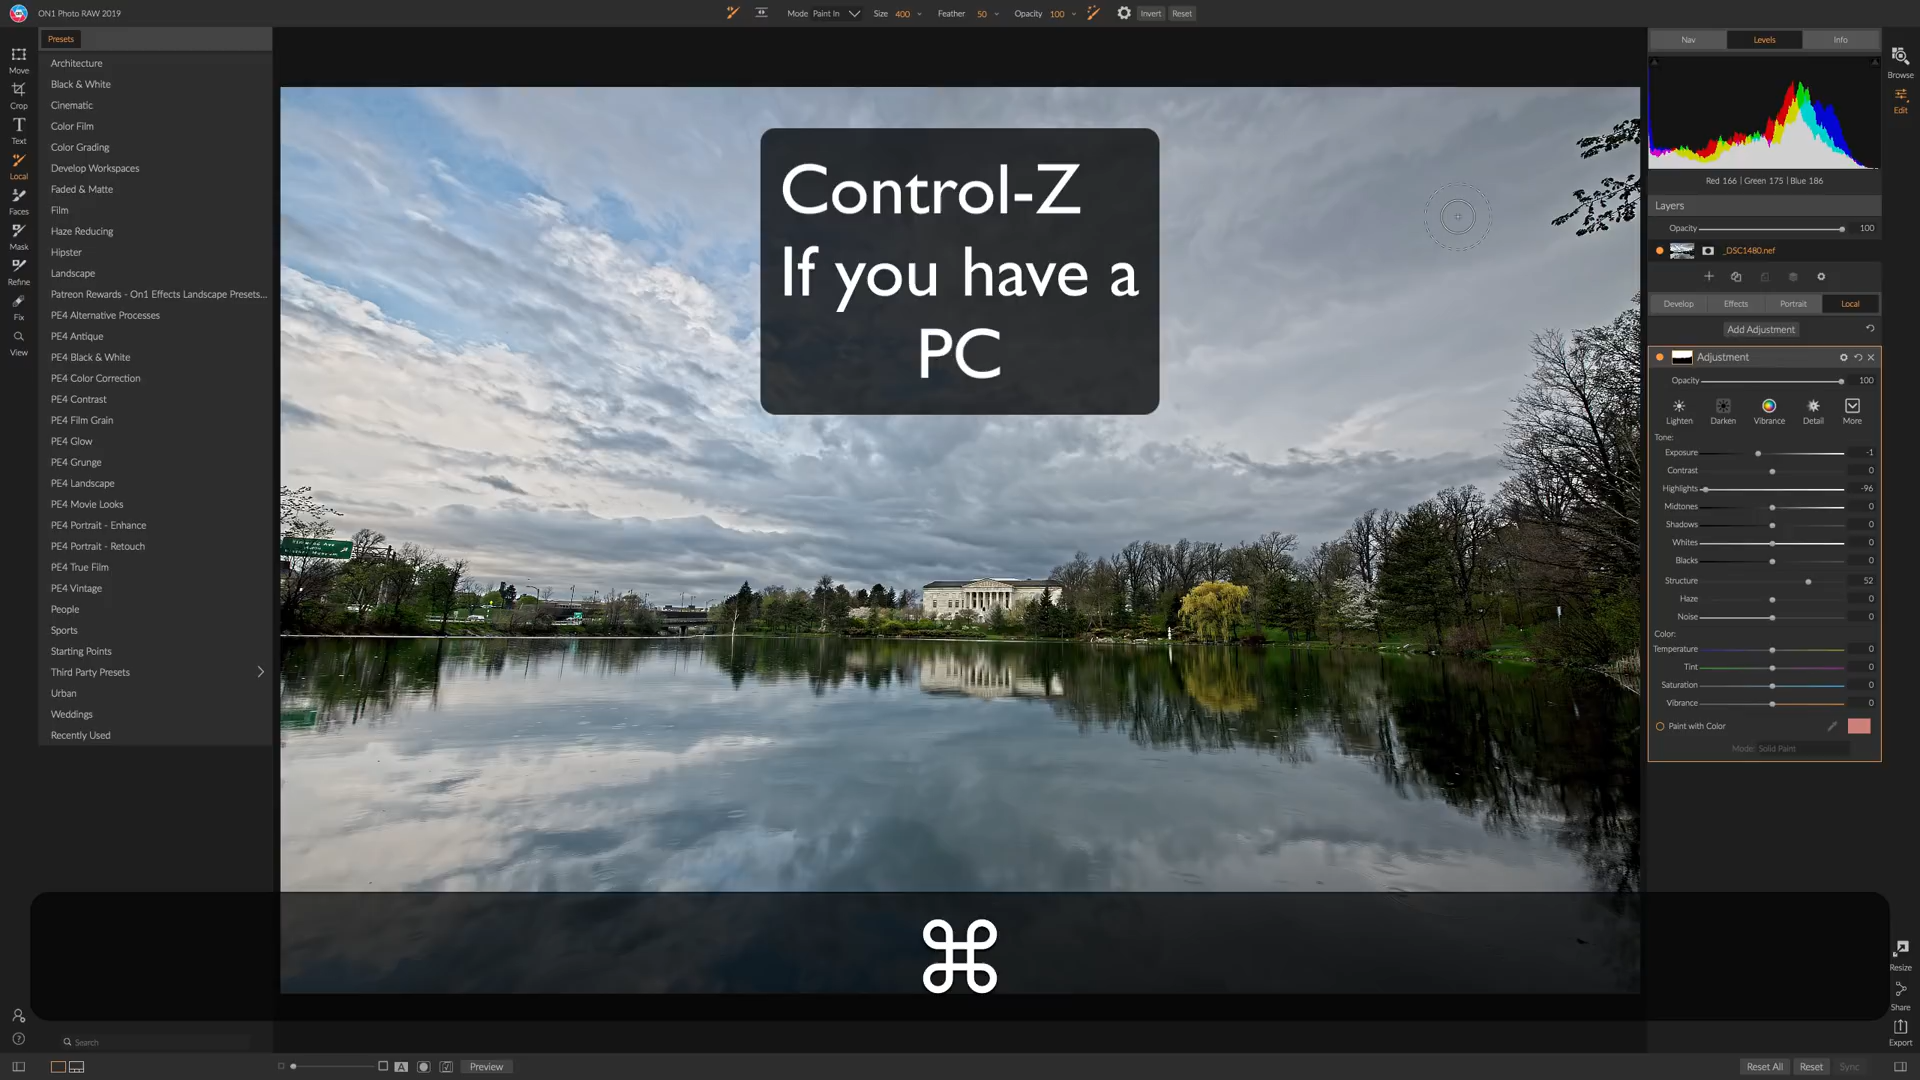 ON1 Photo RAW 2019
Mode Paint In Size 400 Feather 50 Opacity 100 Invert Reset
Move
Crop
Text
Local
Faces
Mask
Refine
Fix
View
Presets
Architecture
Black & White
Cinematic
Color Film
Color Grading
Develop Workspaces
Faded & Matte
Film
Haze Reducing
Hipster
Landscape
Patreon Rewards - On1 Effects Landscape Presets...
PE4 Alternative Processes
PE4 Antique
PE4 Black & White
PE4 Color Correction
PE4 Contrast
PE4 Film Grain
PE4 Glow
PE4 Grunge
PE4 Landscape
PE4 Movie Looks
PE4 Portrait - Enhance
PE4 Portrait - Retouch
PE4 True Film
PE4 Vintage
People
Sports
Starting Points
Third Party Presets
Urban
Weddings
Recently Used
Search
Control-Z
If you have a
PC
⌘
Nav Levels Info
Red 166 | Green 175 | Blue 186
Layers
Opacity 100
_DSC1480.nef
Develop Effects Portrait Local
Add Adjustment
Adjustment
Opacity 100
Lighten Darken Vibrance Detail More
Tone:
Exposure -1
Contrast 0
Highlights -96
Midtones 0
Shadows 0
Whites 0
Blacks 0
Structure 52
Haze 0
Noise 0
Color:
Temperature 0
Tint 0
Saturation 0
Vibrance 0
Paint with Color
Mode: Solid Paint
Browse
Edit
Resize
Share
Export
A Preview
Reset All Reset Sync